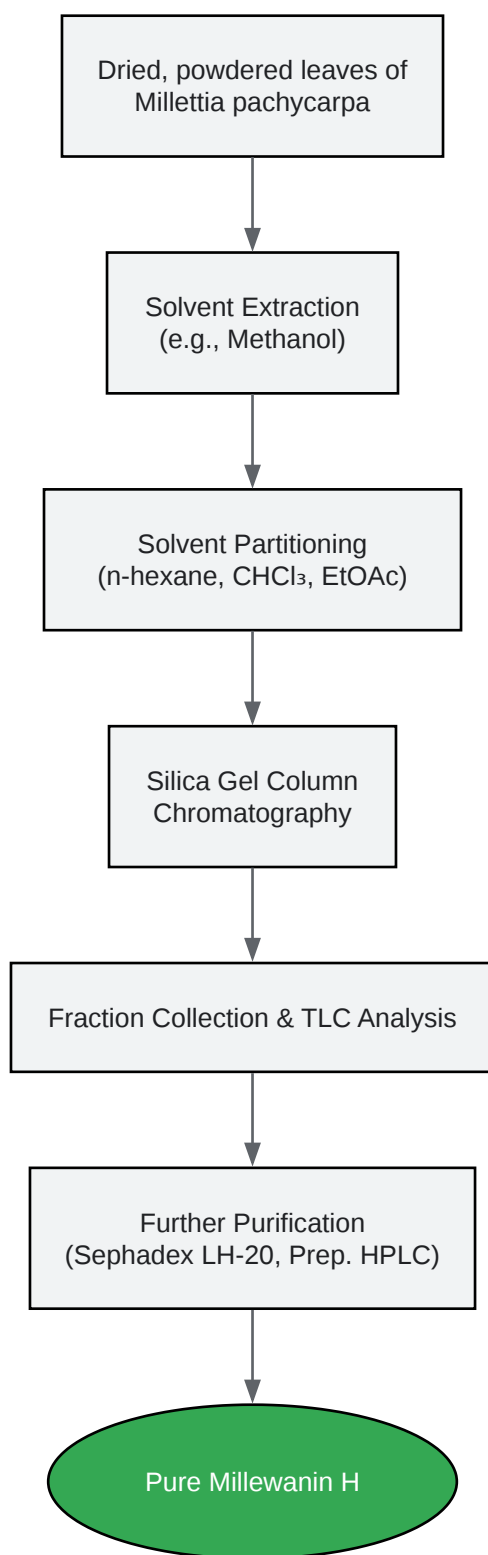 Dried, powdered leaves of
Millettia pachycarpa
Solvent Extraction
(e.g., Methanol)
Solvent Partitioning
(n-hexane, CHCl₃, EtOAc)
Silica Gel Column
Chromatography
Fraction Collection & TLC Analysis
Further Purification
(Sephadex LH-20, Prep. HPLC)
Pure Millewanin H